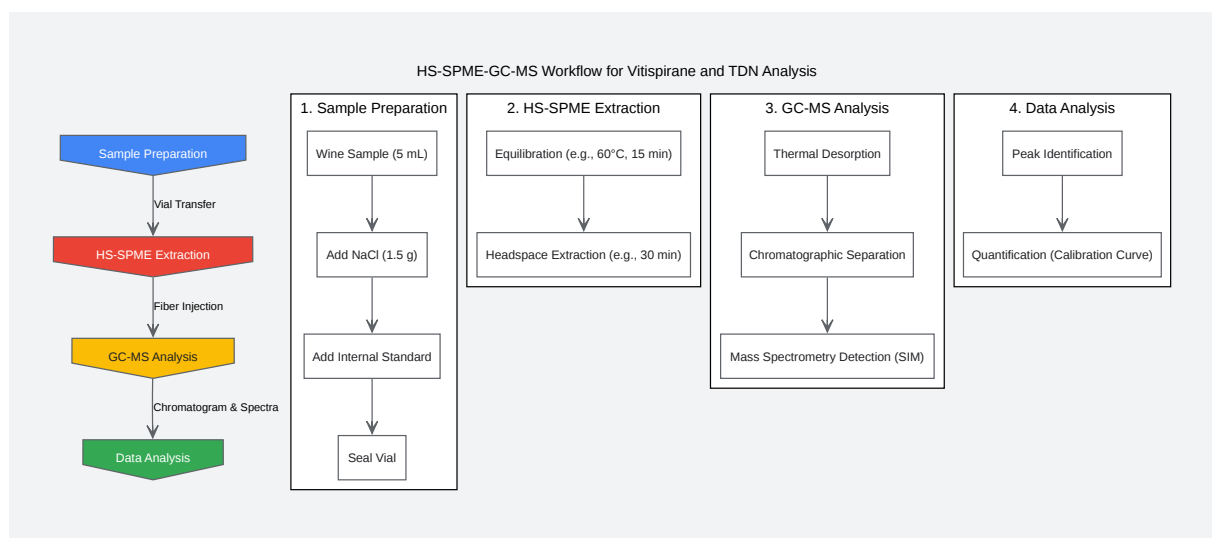 HS-SPME-GC-MS Workflow for Vitispirane and TDN Analysis
Sample Preparation
Vial Transfer
HS-SPME Extraction
Fiber Injection
GC-MS Analysis
Chromatogram & Spectra
Data Analysis
1. Sample Preparation
Wine Sample (5 mL)
Add NaCl (1.5 g)
Add Internal Standard
Seal Vial
2. HS-SPME Extraction
Equilibration (e.g., 60°C, 15 min)
Headspace Extraction (e.g., 30 min)
3. GC-MS Analysis
Thermal Desorption
Chromatographic Separation
Mass Spectrometry Detection (SIM)
4. Data Analysis
Peak Identification
Quantification (Calibration Curve)